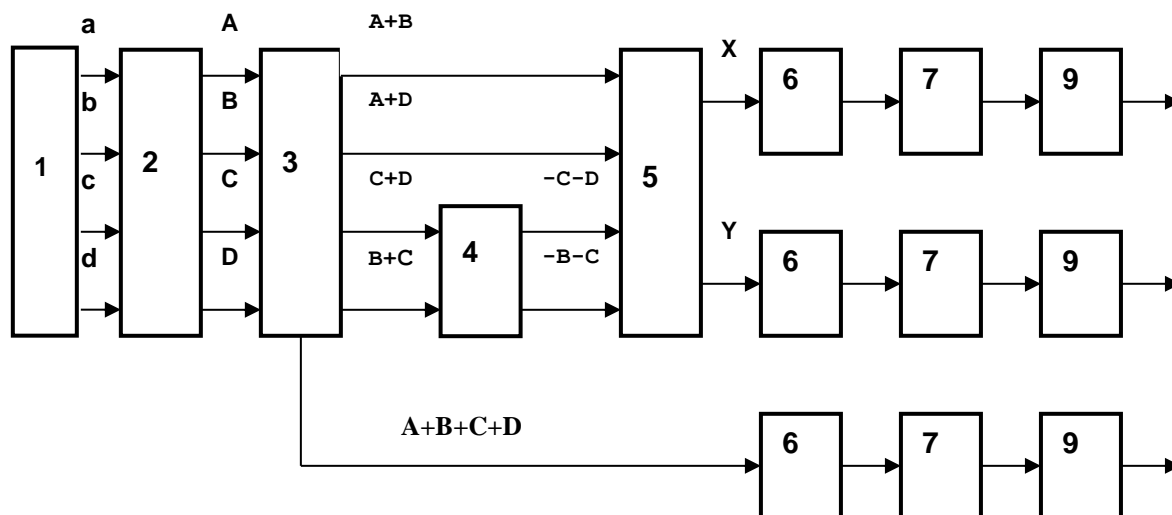 a A A+B
X 6 7 9
b B A+D
1 2 3 5
c C C+D -C-D
Y 6 7 9
d D B+C 4 -B-C
A+B+C+D
6 7 9